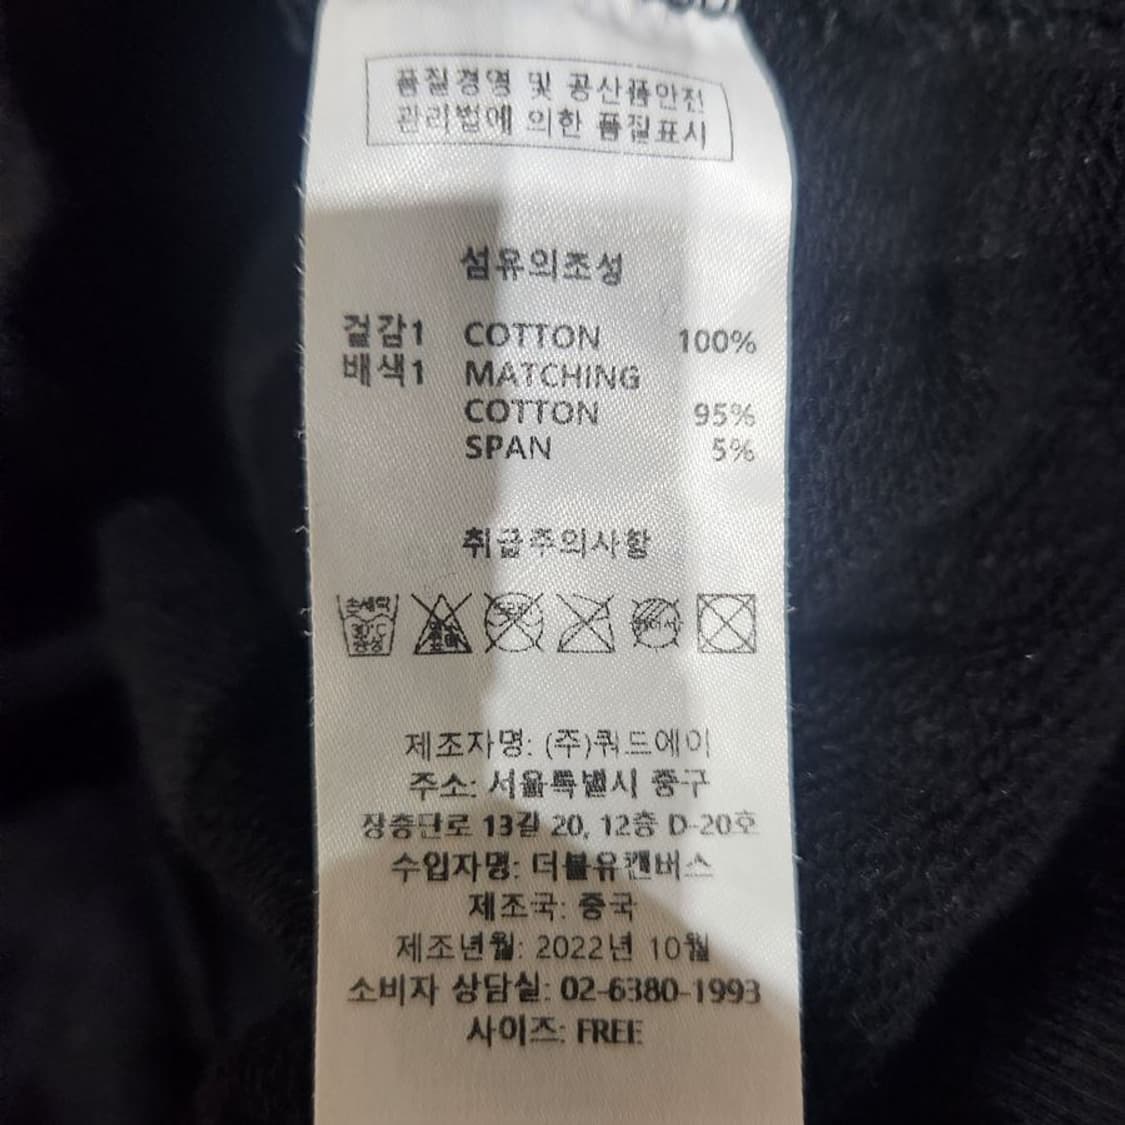 품질경영 및 공산품안전
관리법에 의한 품질표시
섬유의조성
겉감1 COTTON 100%
배색1 MATCHING
COTTON 95%
SPAN 5%
취급주의사항
손세탁
30°C
중성
제조자명: (주)쿼드에이
주소: 서울특별시 중구
장충단로 13길 20, 12층 D-20호
수입자명: 더블유캔버스
제조국: 중국
제조년월: 2022년 10월
소비자 상담실: 02-6380-1993
사이즈: FREE